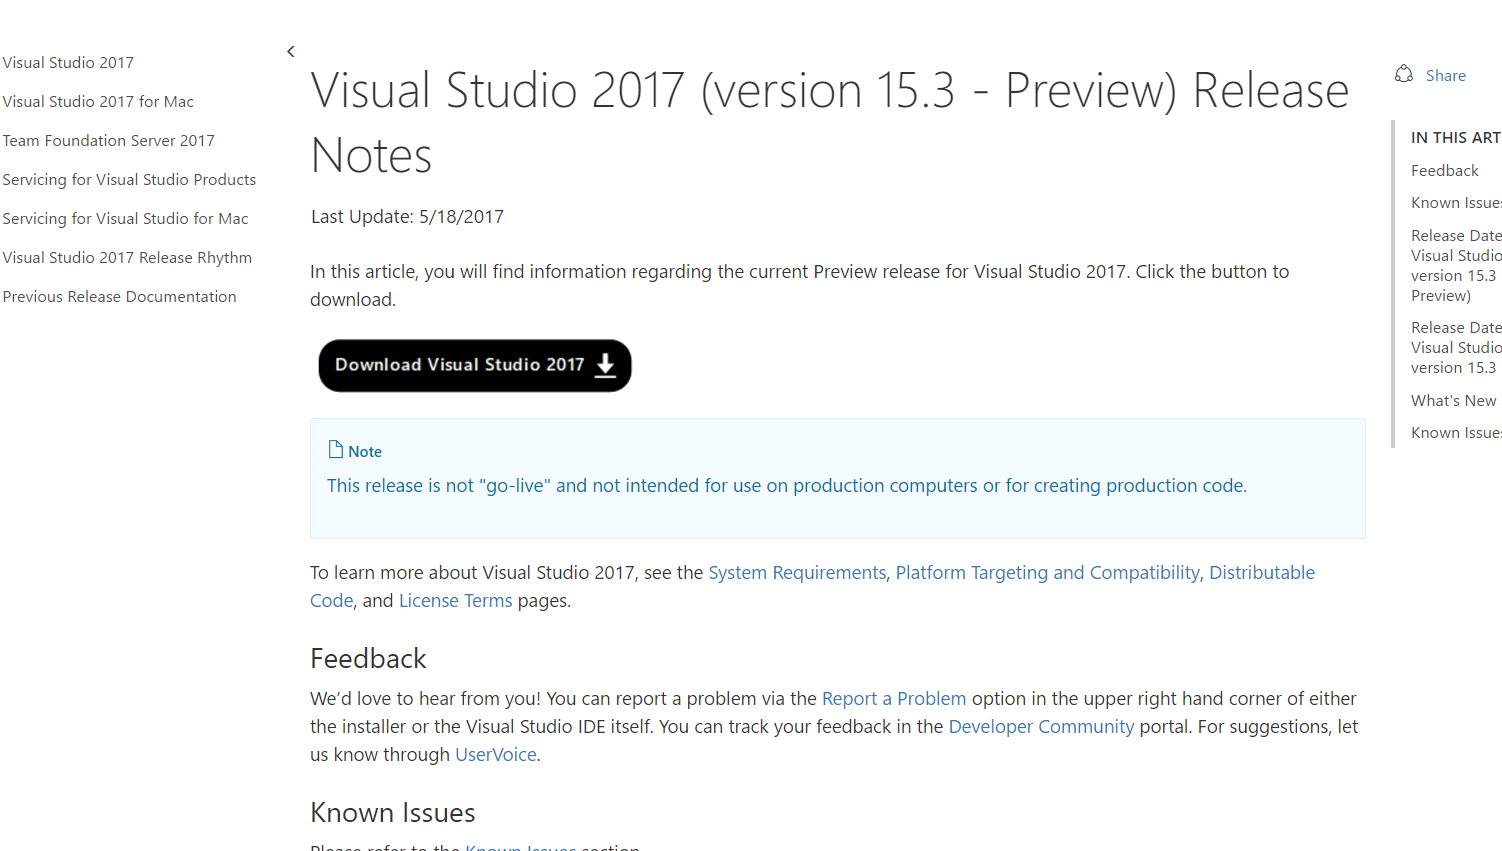 Visual Studio 2017
Visual Studio 2017 for Mac
Team Foundation Server 2017
Servicing for Visual Studio Products
Servicing for Visual Studio for Mac
Visual Studio 2017 Release Rhythm
Previous Release Documentation
Visual Studio 2017 (version 15.3 - Preview) Release
Notes
Last Update: 5/18/2017
In this article, you will find information regarding the current Preview release for Visual Studio 2017. Click the button to
download.
Download Visual Studio 2017
Note
This release is not "go-live" and not intended for use on production computers or for creating production code.
To learn more about Visual Studio 2017, see the System Requirements, Platform Targeting and Compatibility, Distributable
Code, and License Terms pages.
Feedback
We’d love to hear from you! You can report a problem via the Report a Problem option in the upper right hand corner of either
the installer or the Visual Studio IDE itself. You can track your feedback in the Developer Community portal. For suggestions, let
us know through UserVoice.
Known Issues
Please refer to the Known Issues section.
Share
IN THIS ART
Feedback
Known Issues
Release Date
Visual Studio
version 15.3
Preview)
Release Date
Visual Studio
version 15.3
What's New
Known Issues